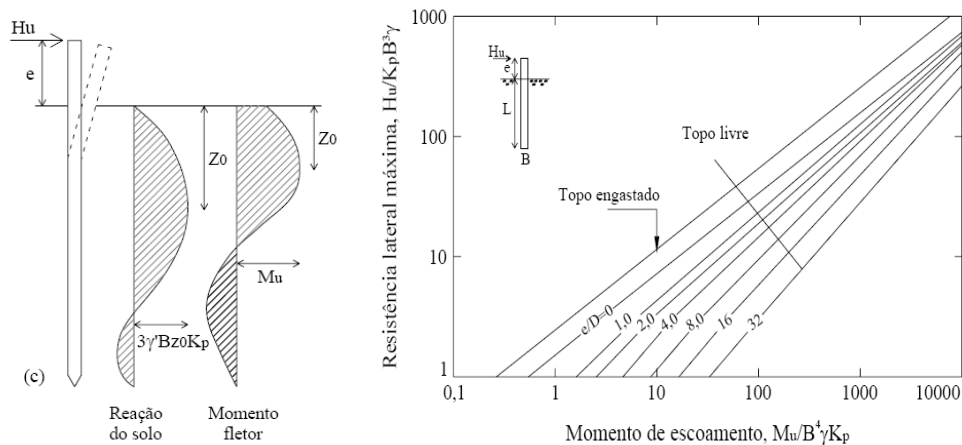 Hu
e
Z0
Z0
Mu
3γ'Bz0Kp
(c)
Reação
do solo
Momento
fletor
Resistência lateral máxima, Hu/KpB³γ
1000
100
10
1
Hu
e
L
B
Topo livre
Topo engastado
e/D=0
1,0
2,0
4,0
8,0
16
32
0,1
1
10
100
1000
10000
Momento de escoamento, Mu/B⁴γKp